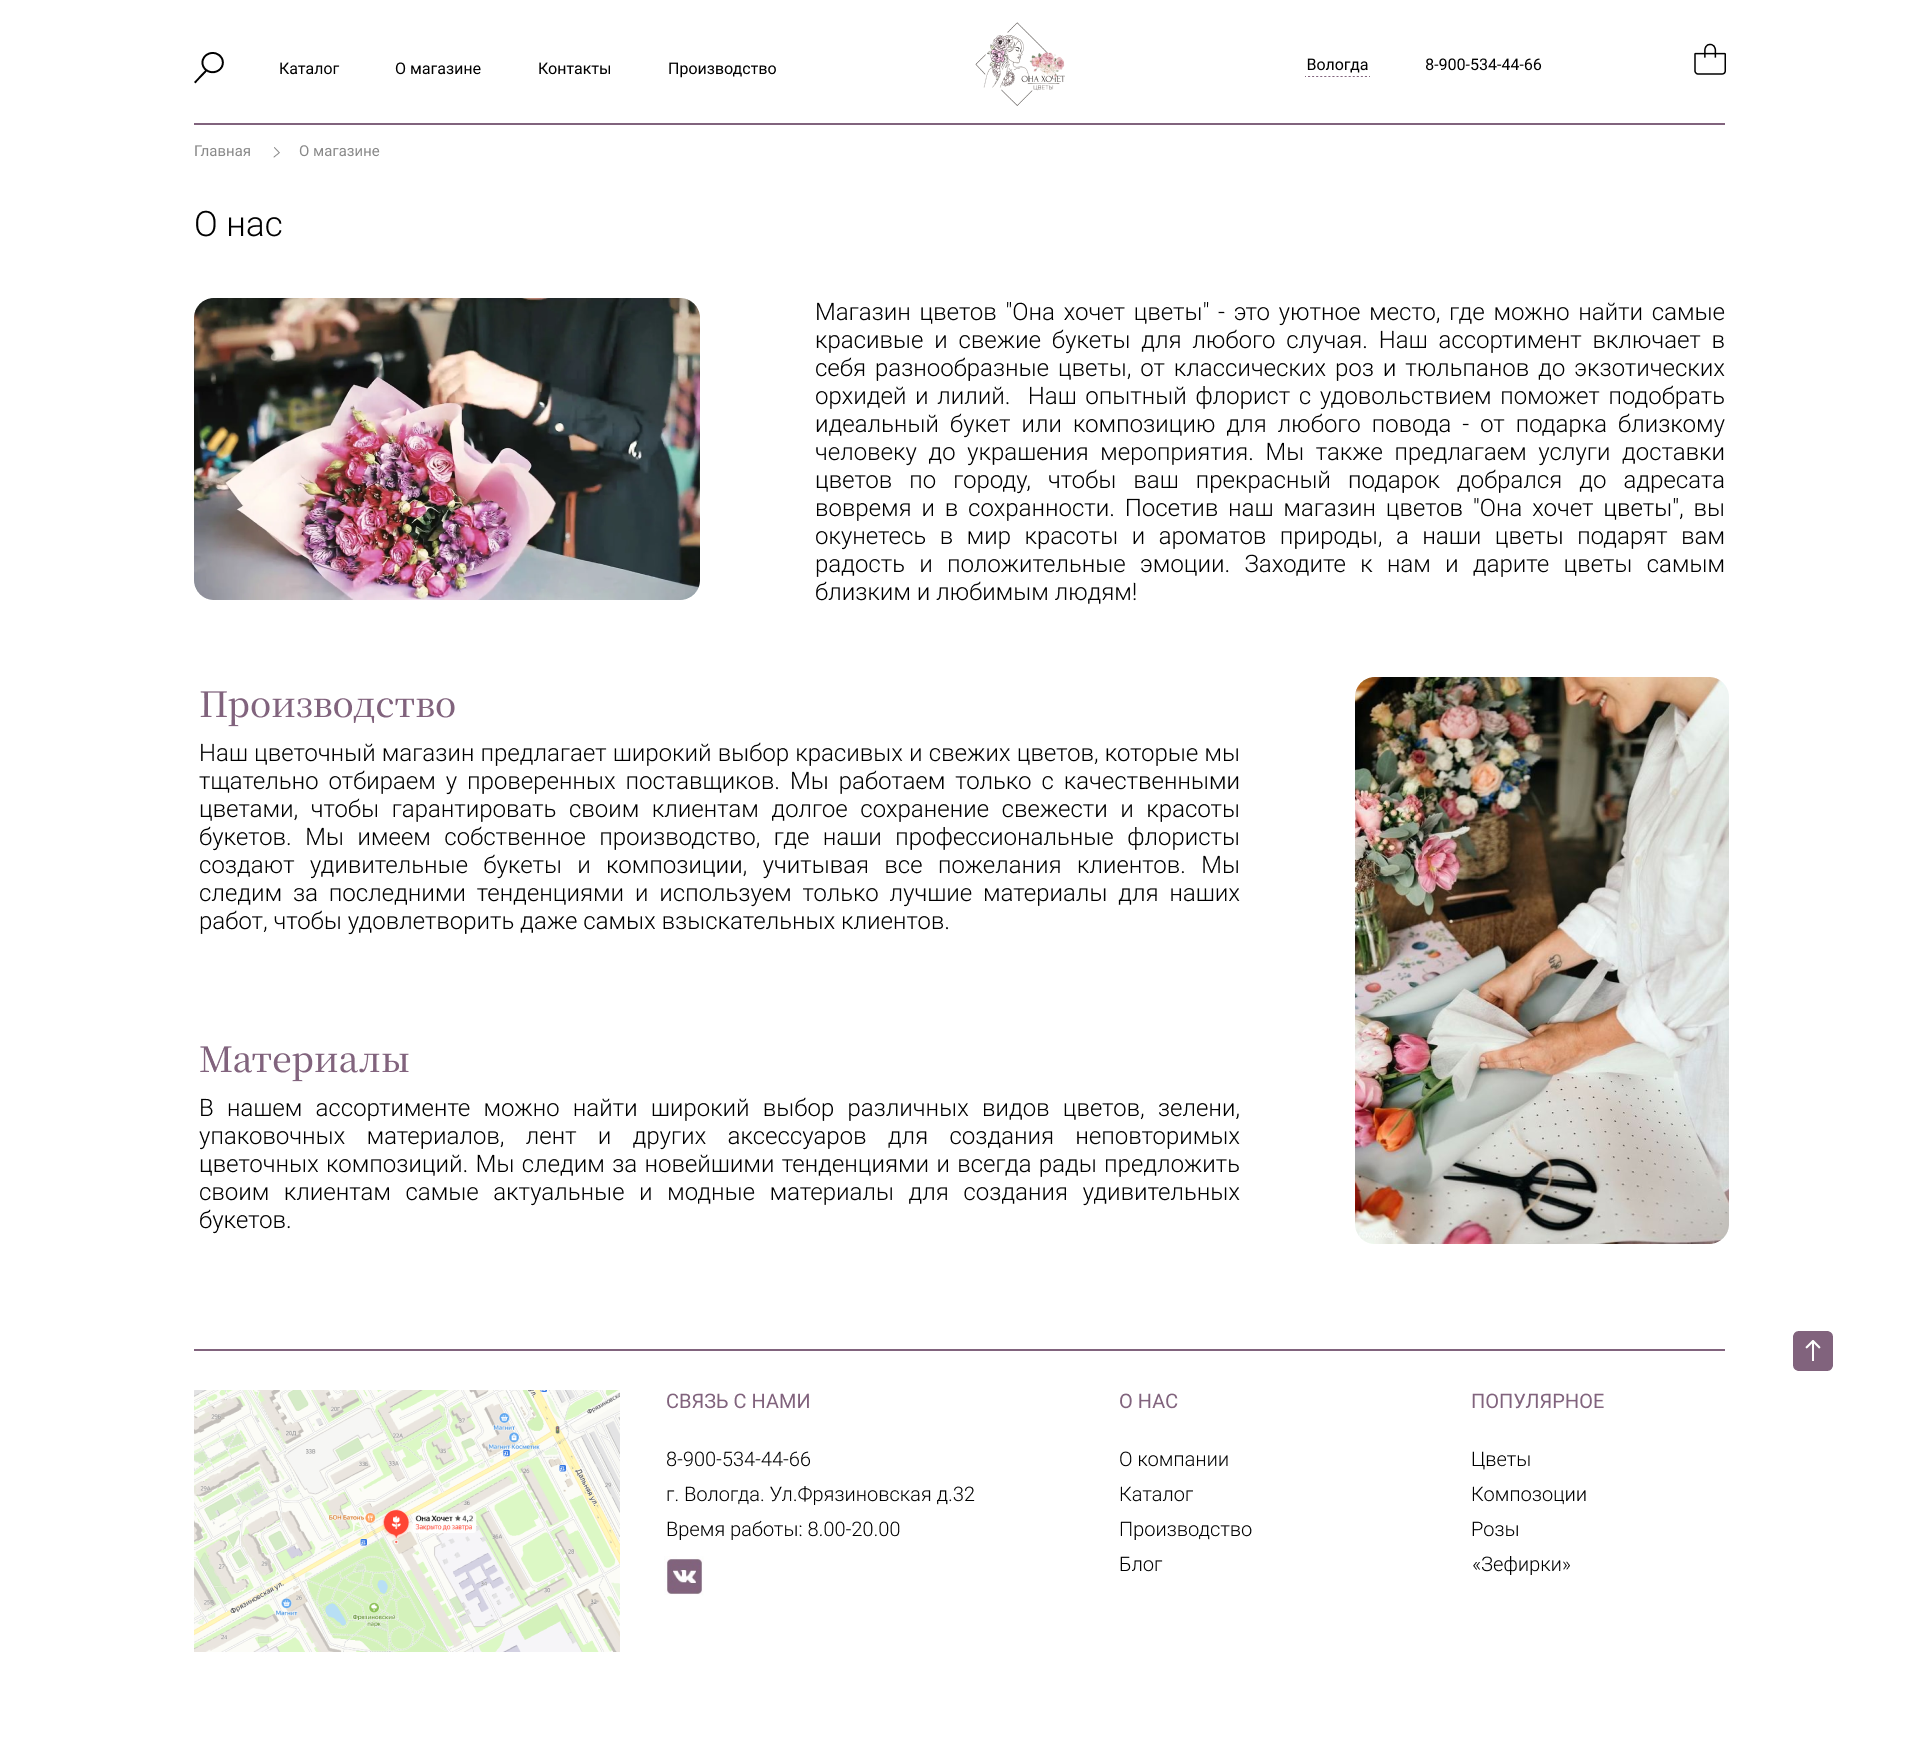 Каталог
О магазине
Контакты
Производство
ОНА ХОЧЕТ
ЦВЕТЫ
Вологда
8-900-534-44-66
Главная
О магазине
О нас
Магазин цветов "Она хочет цветы" - это уютное место, где можно найти самые
красивые и свежие букеты для любого случая. Наш ассортимент включает в
себя разнообразные цветы, от классических роз и тюльпанов до экзотических
орхидей и лилий.  Наш опытный флорист с удовольствием поможет подобрать
идеальный букет или композицию для любого повода - от подарка близкому
человеку до украшения мероприятия. Мы также предлагаем услуги доставки
цветов по городу, чтобы ваш прекрасный подарок добрался до адресата
вовремя и в сохранности. Посетив наш магазин цветов "Она хочет цветы", вы
окунетесь в мир красоты и ароматов природы, а наши цветы подарят вам
радость и положительные эмоции. Заходите к нам и дарите цветы самым
близким и любимым людям!
Производство
Наш цветочный магазин предлагает широкий выбор красивых и свежих цветов, которые мы
тщательно отбираем у проверенных поставщиков. Мы работаем только с качественными
цветами, чтобы гарантировать своим клиентам долгое сохранение свежести и красоты
букетов. Мы имеем собственное производство, где наши профессиональные флористы
создают удивительные букеты и композиции, учитывая все пожелания клиентов. Мы
следим за последними тенденциями и используем только лучшие материалы для наших
работ, чтобы удовлетворить даже самых взыскательных клиентов.
Материалы
В нашем ассортименте можно найти широкий выбор различных видов цветов, зелени,
упаковочных материалов, лент и других аксессуаров для создания неповторимых
цветочных композиций. Мы следим за новейшими тенденциями и всегда рады предложить
своим клиентам самые актуальные и модные материалы для создания удивительных
букетов.
Магнит
Магнит Косметик
Дальняя ул.
БОН Батонъ
Она Хочет ★ 4,2
Закрыто до завтра
Фрязиновская ул.
Магнит
Фрязиновский
парк
СВЯЗЬ С НАМИ
8-900-534-44-66
г. Вологда. Ул.Фрязиновская д.32
Время работы: 8.00-20.00
О НАС
О компании
Каталог
Производство
Блог
ПОПУЛЯРНОЕ
Цветы
Композоции
Розы
«Зефирки»